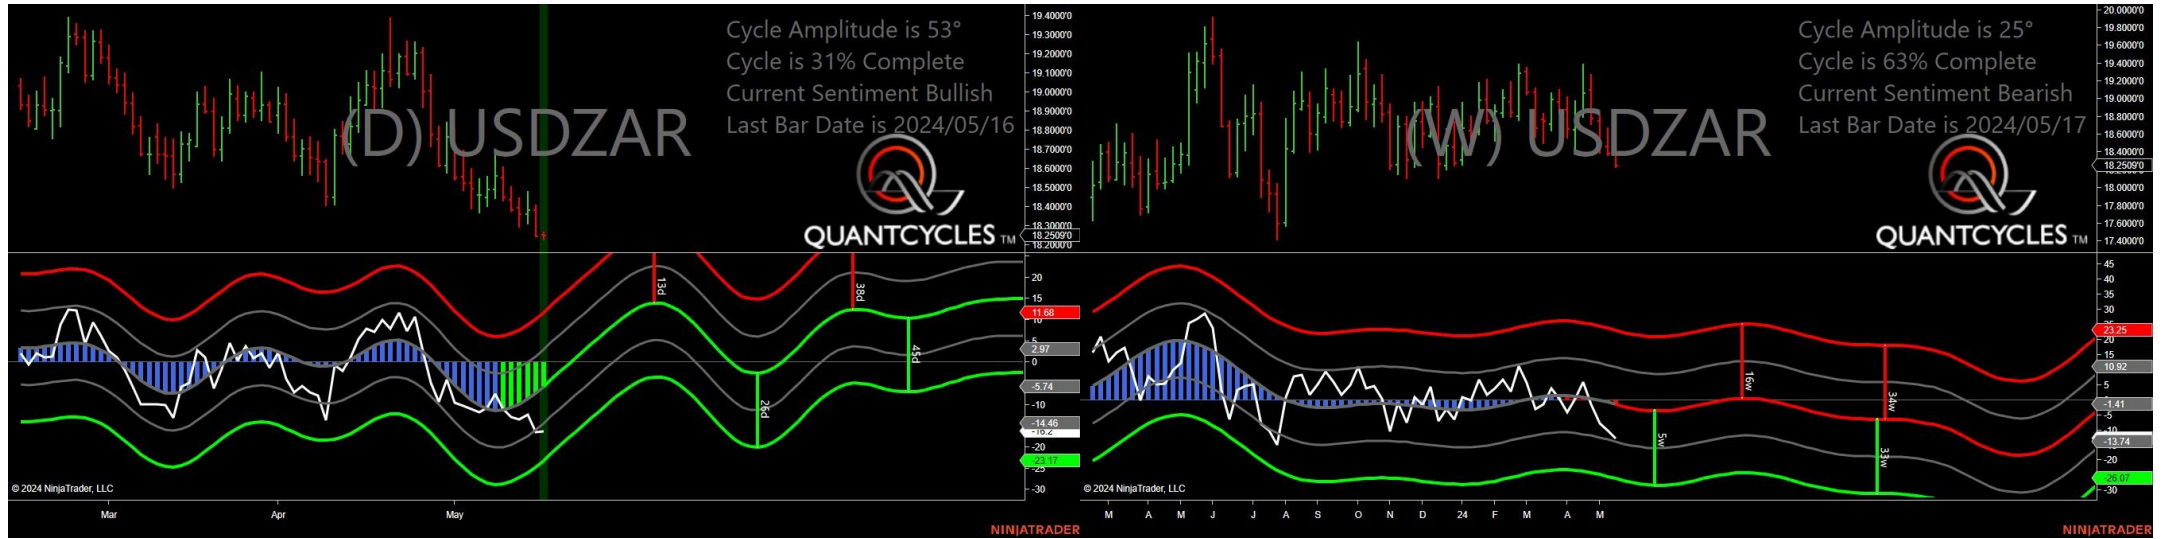 Cycle Amplitude is 53°
Cycle is 31% Complete
Current Sentiment Bullish
Last Bar Date is 2024/05/16
(D) USDZAR
QUANTCYCLES TM
19.4000'0
19.3000'0
19.2000'0
19.1000'0
19.0000'0
18.9000'0
18.8000'0
18.7000'0
18.6000'0
18.5000'0
18.4000'0
18.3000'0
18.2509'0
18.2000'0
13d
38d
26d
45d
20
15
11.68
10
5
2.97
0
-5.74
-10
-14.46
-16.2
-20
-23.17
-25
-30
© 2024 NinjaTrader, LLC
Mar
Apr
May
NINJATRADER
Cycle Amplitude is 25°
Cycle is 63% Complete
Current Sentiment Bearish
Last Bar Date is 2024/05/17
(W) USDZAR
QUANTCYCLES TM
20.0000'0
19.8000'0
19.6000'0
19.4000'0
19.2000'0
19.0000'0
18.8000'0
18.6000'0
18.4000'0
18.2509'0
18.0000'0
17.8000'0
17.6000'0
17.4000'0
5w
16w
33w
34w
45
40
35
30
23.25
20
15
10.92
5
-1.41
-5
-10
-13.74
-20
-26.07
-30
© 2024 NinjaTrader, LLC
M A M J J A S O N D 24 F M A M
NINJATRADER